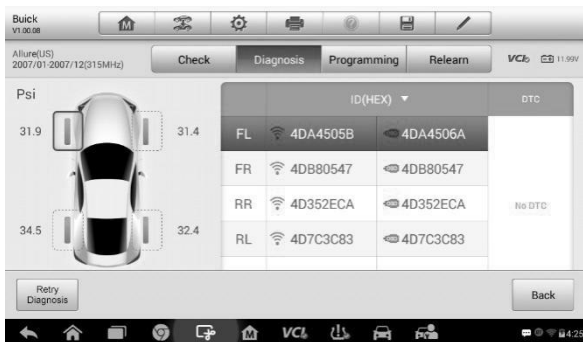 Buick
V1.00.08
Allure(US)
2007/01-2007/12(315MHz)
Check
Diagnosis
Programming
Relearn
VCI
11.99V
Psi
31.9
31.4
34.5
32.4
ID(HEX) ▼
DTC
FL 4DA4505B 4DA4506A
FR 4DB80547 4DB80547
RR 4D352ECA 4D352ECA
RL 4D7C3C83 4D7C3C83
No DTC
Retry
Diagnosis
Back
M VCI 4:25